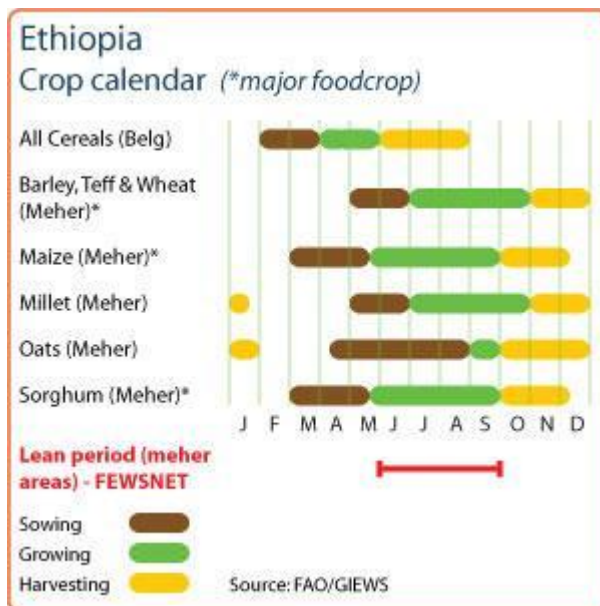 Ethiopia
Crop calendar (*major foodcrop)
All Cereals (Belg)
Barley, Teff & Wheat
(Meher)*
Maize (Meher)*
Millet (Meher)
Oats (Meher)
Sorghum (Meher)*
J F M A M J J A S O N D
Lean period (meher
areas) - FEWSNET
Sowing
Growing
Harvesting
Source: FAO/GIEWS